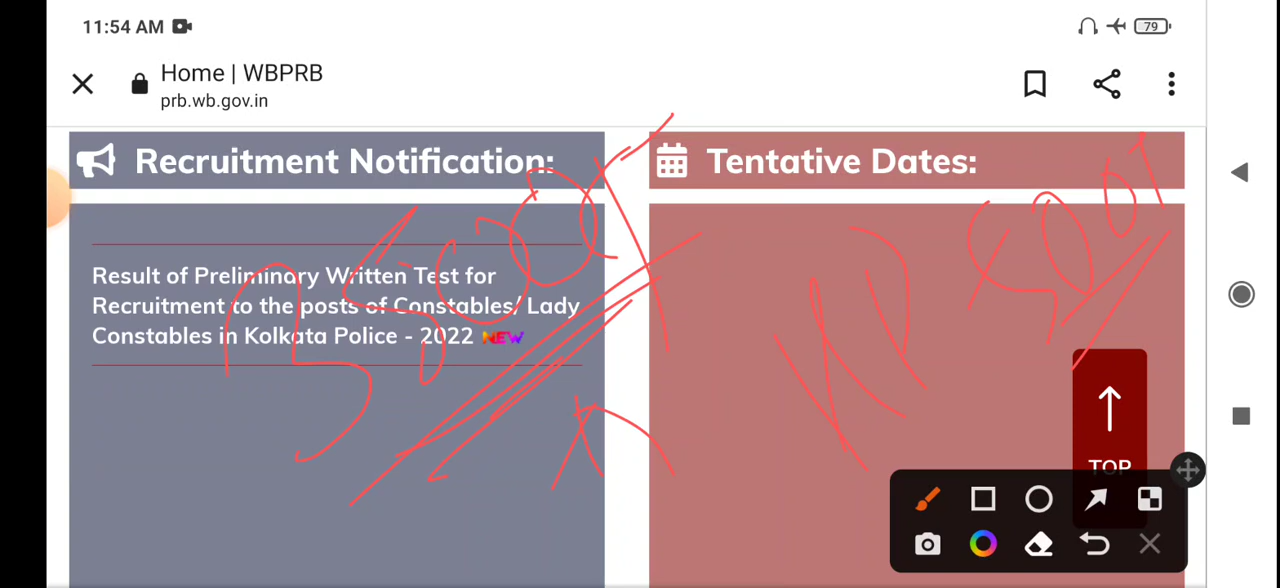 11:54 AM
79
Home | WBPRB
prb.wb.gov.in
Recruitment Notification:
Result of Preliminary Written Test for
Recruitment to the posts of Constables/ Lady
Constables in Kolkata Police - 2022 NEW
Tentative Dates:
TOP